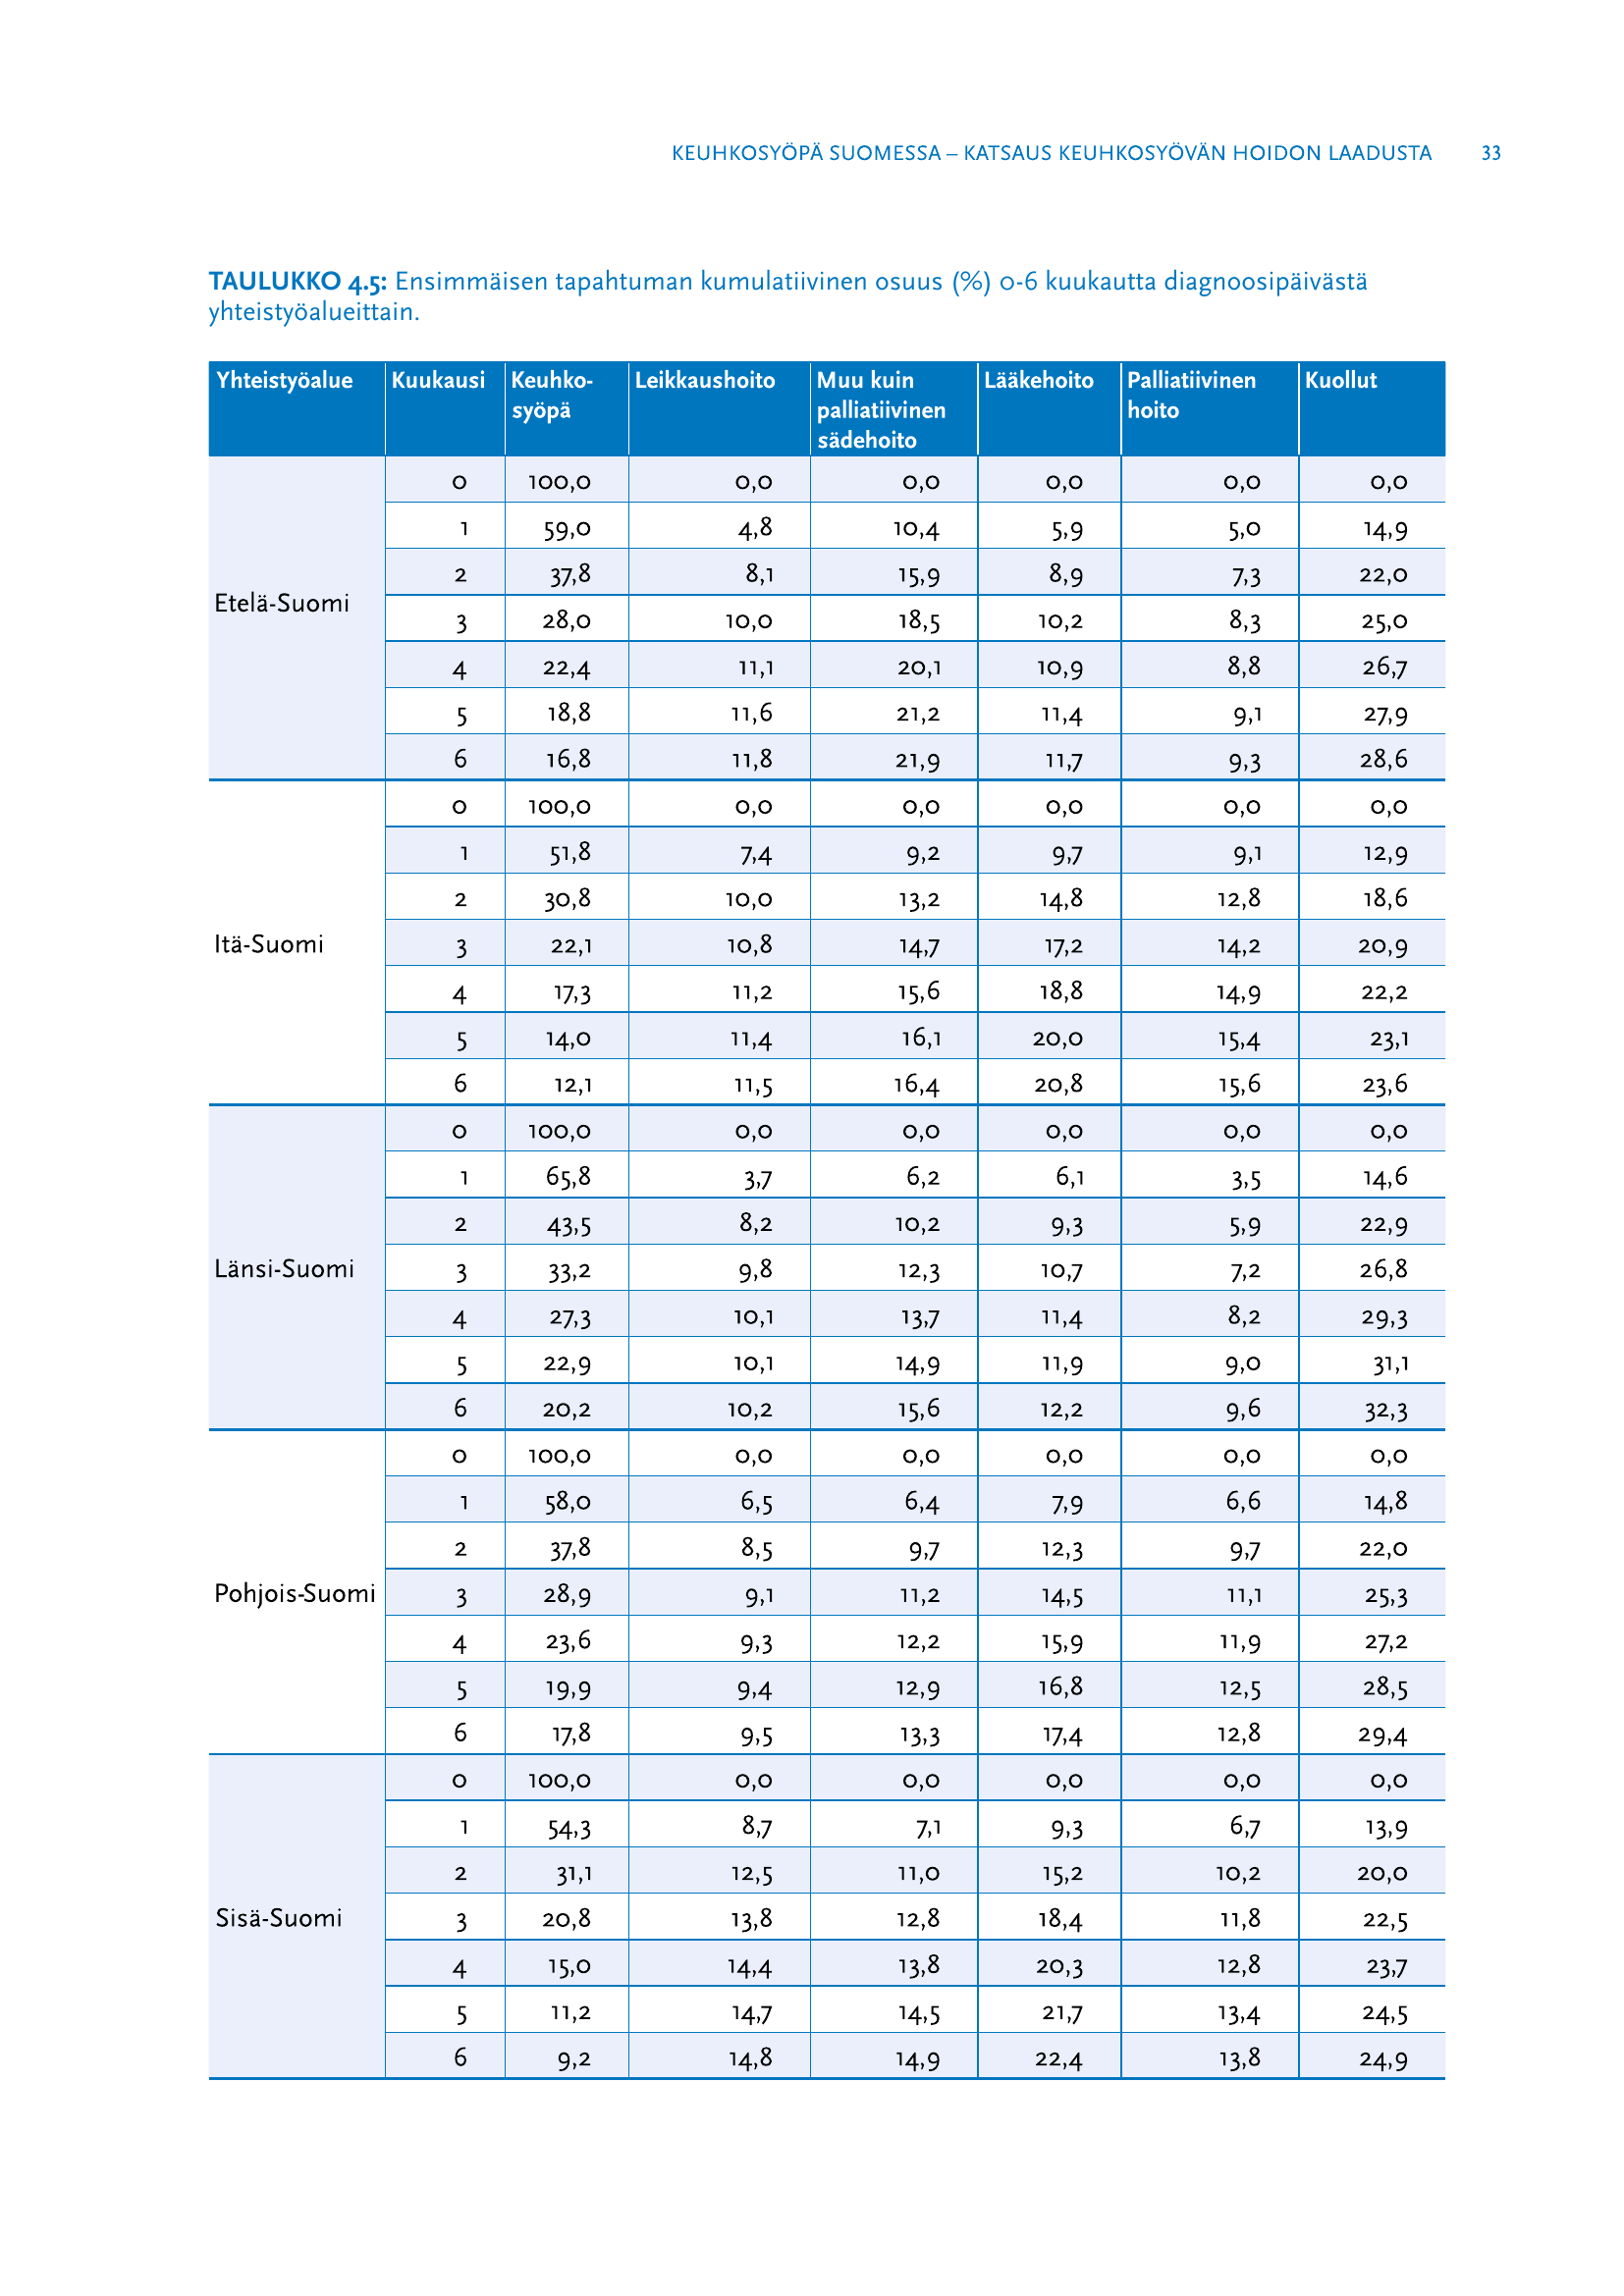 KEUHKOSYÖPÄ SUOMESSA – KATSAUS KEUHKOSYÖVÄN HOIDON LAADUSTA 33
TAULUKKO 4.5: Ensimmäisen tapahtuman kumulatiivinen osuus (%) 0-6 kuukautta diagnoosipäivästä
yhteistyöalueittain.
Yhteistyöalue Kuukausi Keuhko- Leikkaushoito Muu kuin Lääkehoito Palliatiivinen Kuollut
syöpä palliatiivinen hoito
sädehoito
0 100,0 0,0 0,0 0,0 0,0 0,0
1 59,0 4,8 10,4 5,9 5,0 14,9
2 37,8 8,1 15,9 8,9 7,3 22,0
Etelä-Suomi
3 28,0 10,0 18,5 10,2 8,3 25,0
4 22,4 11,1 20,1 10,9 8,8 26,7
5 18,8 11,6 21,2 11,4 9,1 27,9
6 16,8 11,8 21,9 11,7 9,3 28,6
0 100,0 0,0 0,0 0,0 0,0 0,0
1 51,8 7,4 9,2 9,7 9,1 12,9
2 30,8 10,0 13,2 14,8 12,8 18,6
Itä-Suomi 3 22,1 10,8 14,7 17,2 14,2 20,9
4 17,3 11,2 15,6 18,8 14,9 22,2
5 14,0 11,4 16,1 20,0 15,4 23,1
6 12,1 11,5 16,4 20,8 15,6 23,6
0 100,0 0,0 0,0 0,0 0,0 0,0
1 65,8 3,7 6,2 6,1 3,5 14,6
2 43,5 8,2 10,2 9,3 5,9 22,9
Länsi-Suomi 3 33,2 9,8 12,3 10,7 7,2 26,8
4 27,3 10,1 13,7 11,4 8,2 29,3
5 22,9 10,1 14,9 11,9 9,0 31,1
6 20,2 10,2 15,6 12,2 9,6 32,3
0 100,0 0,0 0,0 0,0 0,0 0,0
1 58,0 6,5 6,4 7,9 6,6 14,8
2 37,8 8,5 9,7 12,3 9,7 22,0
Pohjois-Suomi 3 28,9 9,1 11,2 14,5 11,1 25,3
4 23,6 9,3 12,2 15,9 11,9 27,2
5 19,9 9,4 12,9 16,8 12,5 28,5
6 17,8 9,5 13,3 17,4 12,8 29,4
0 100,0 0,0 0,0 0,0 0,0 0,0
1 54,3 8,7 7,1 9,3 6,7 13,9
2 31,1 12,5 11,0 15,2 10,2 20,0
Sisä-Suomi 3 20,8 13,8 12,8 18,4 11,8 22,5
4 15,0 14,4 13,8 20,3 12,8 23,7
5 11,2 14,7 14,5 21,7 13,4 24,5
6 9,2 14,8 14,9 22,4 13,8 24,9